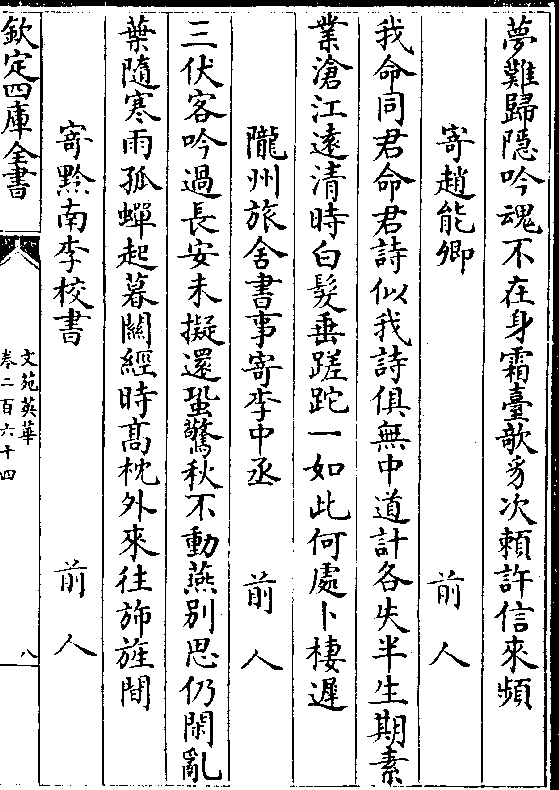 夢難歸隠吟魂不在身霜臺歌豸次頼許信來頻
寄趙能卿　前人
我命同君命君詩似我詩俱無中道計各失半生期素
業滄江遠清時白髮垂蹉跎一如此何處卜棲遲
隴州旅舍書事寄李中丞　前人
三伏客吟過長安未擬還蛩驚秋不動燕别思仍閑亂
葉隨寒雨孤蟬起暮關經時髙枕外來往斾旌間
寄黔南李校書　前人
欽定四庫全書
文苑英華
卷二百六十四
八